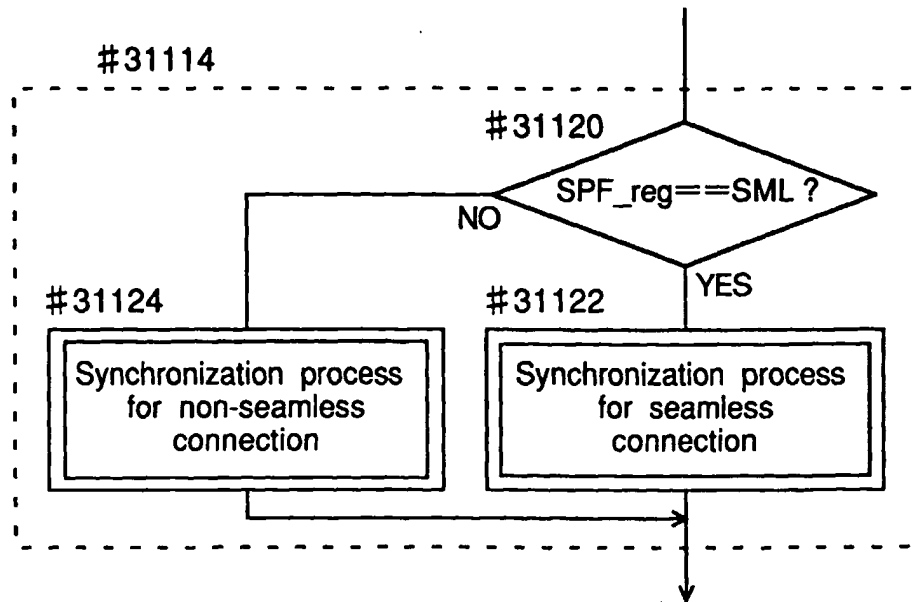 #31114
#31120
SPF_reg==SML ?
NO
YES
#31124
#31122
Synchronization process
for non-seamless
connection
Synchronization process
for seamless
connection